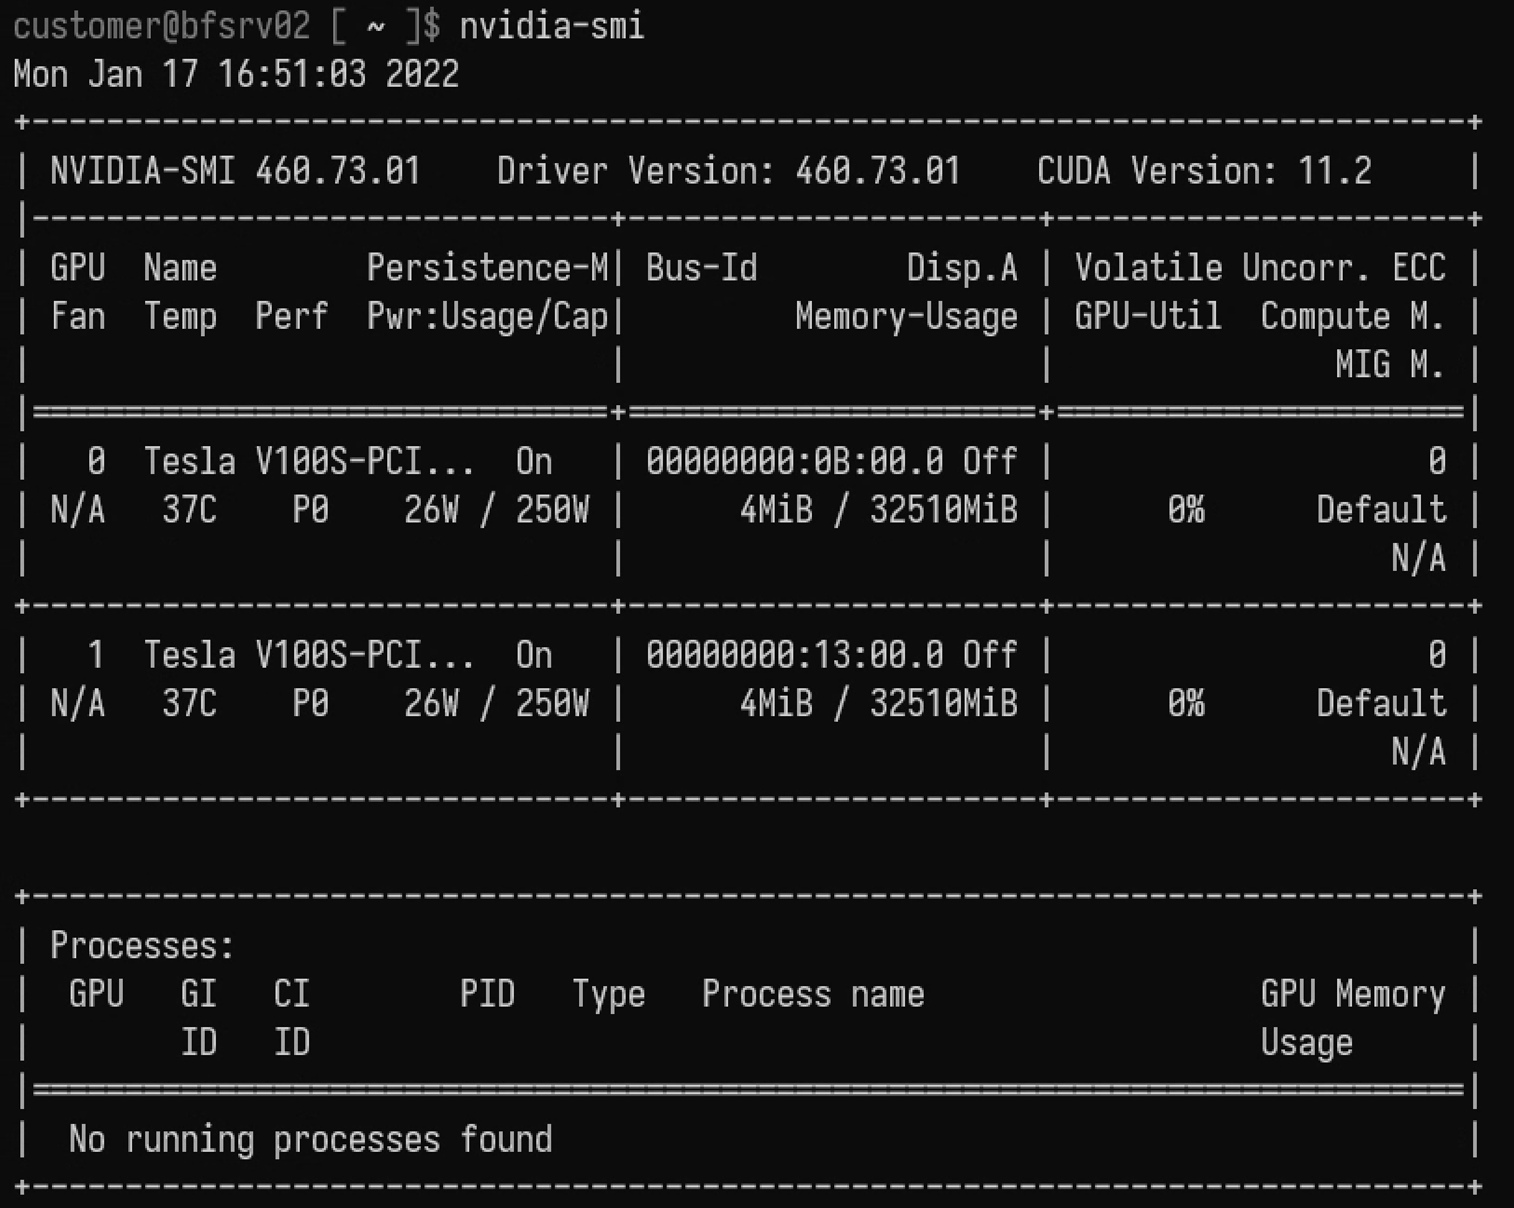 customer@bfsrv02 [ ~ ]$ nvidia-smi
Mon Jan 17 16:51:03 2022
+-----------------------------------------------------------------------------+
| NVIDIA-SMI 460.73.01    Driver Version: 460.73.01    CUDA Version: 11.2     |
|-------------------------------+----------------------+----------------------+
| GPU  Name        Persistence-M| Bus-Id        Disp.A | Volatile Uncorr. ECC |
| Fan  Temp  Perf  Pwr:Usage/Cap|         Memory-Usage | GPU-Util  Compute M. |
|                               |                      |               MIG M. |
|===============================+======================+======================|
|   0  Tesla V100S-PCI...  On   | 00000000:0B:00.0 Off |                    0 |
| N/A   37C    P0    26W / 250W |      4MiB / 32510MiB |      0%      Default |
|                               |                      |                  N/A |
+-------------------------------+----------------------+----------------------+
|   1  Tesla V100S-PCI...  On   | 00000000:13:00.0 Off |                    0 |
| N/A   37C    P0    26W / 250W |      4MiB / 32510MiB |      0%      Default |
|                               |                      |                  N/A |
+-------------------------------+----------------------+----------------------+

+-----------------------------------------------------------------------------+
| Processes:                                                                  |
|  GPU   GI   CI        PID   Type   Process name                  GPU Memory |
|        ID   ID                                                   Usage      |
|=============================================================================|
|  No running processes found                                                 |
+-----------------------------------------------------------------------------+